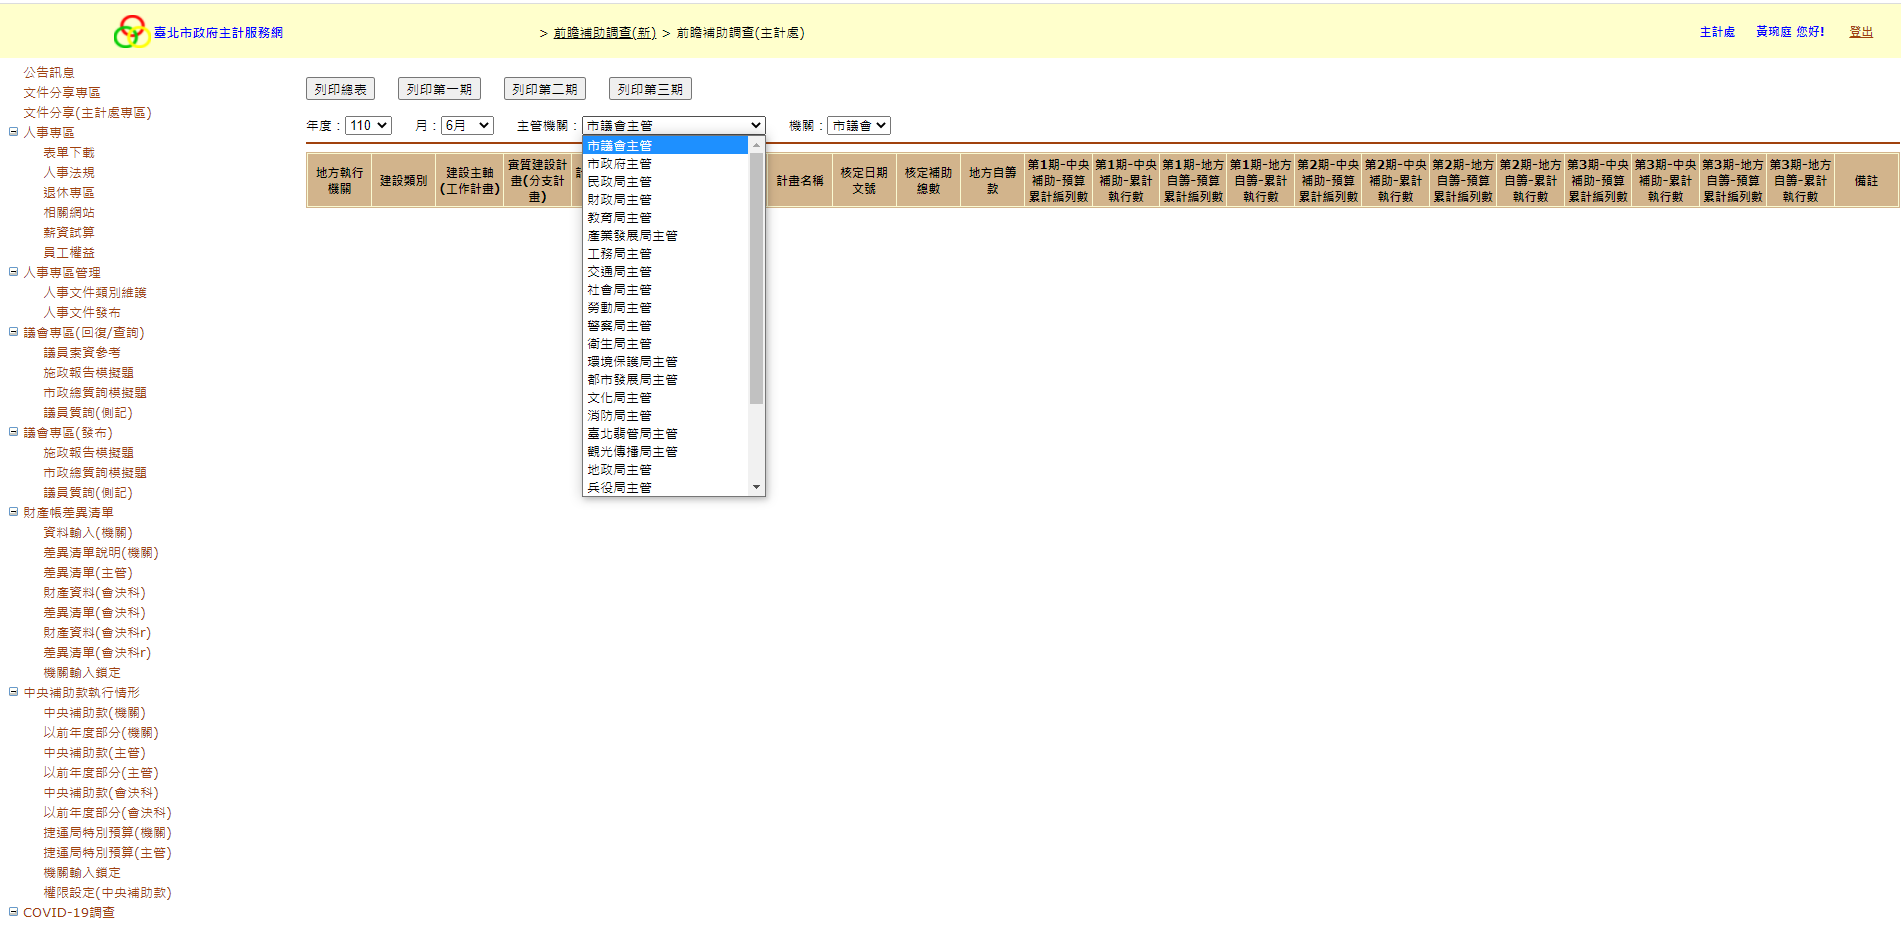 臺北市政府主計服務網
> 前瞻補助調查(新) > 前瞻補助調查(主計處)
主計處 黃琬庭 您好! 登出
公告訊息
文件分享專區
文件分享(主計處專區)
人事專區
表單下載
人事法規
退休專區
相關網站
薪資試算
員工權益
人事專區管理
人事文件類別維護
人事文件發布
議會專區(回復/查詢)
議員索資參考
施政報告模擬題
市政總質詢模擬題
議員質詢(側記)
議會專區(發布)
施政報告模擬題
市政總質詢模擬題
議員質詢(側記)
財產帳差異清單
資料輸入(機關)
差異清單說明(機關)
差異清單(主管)
財產資料(會決科)
差異清單(會決科)
財產資料(會決科r)
差異清單(會決科r)
機關輸入鎖定
中央補助款執行情形
中央補助款(機關)
以前年度部分(機關)
中央補助款(主管)
以前年度部分(主管)
中央補助款(會決科)
以前年度部分(會決科)
捷運局特別預算(機關)
捷運局特別預算(主管)
機關輸入鎖定
權限設定(中央補助款)
COVID-19調查
列印總表 列印第一期 列印第二期 列印第三期
年度：110 月：6月 主管機關：市議會主管 機關：市議會
市議會主管
市政府主管
民政局主管
財政局主管
教育局主管
產業發展局主管
工務局主管
交通局主管
社會局主管
勞動局主管
警察局主管
衛生局主管
環境保護局主管
都市發展局主管
文化局主管
消防局主管
臺北翡管局主管
觀光傳播局主管
地政局主管
兵役局主管
地方執行
機關
建設類別
建設主軸
(工作計畫)
實質建設計
畫(分支計
畫)
計畫名稱
核定日期
文號
核定補助
總數
地方自籌
款
第1期-中央
補助-預算
累計編列數
第1期-中央
補助-累計
執行數
第1期-地方
自籌-預算
累計編列數
第1期-地方
自籌-累計
執行數
第2期-中央
補助-預算
累計編列數
第2期-中央
補助-累計
執行數
第2期-地方
自籌-預算
累計編列數
第2期-地方
自籌-累計
執行數
第3期-中央
補助-預算
累計編列數
第3期-中央
補助-累計
執行數
第3期-地方
自籌-預算
累計編列數
第3期-地方
自籌-累計
執行數
備註